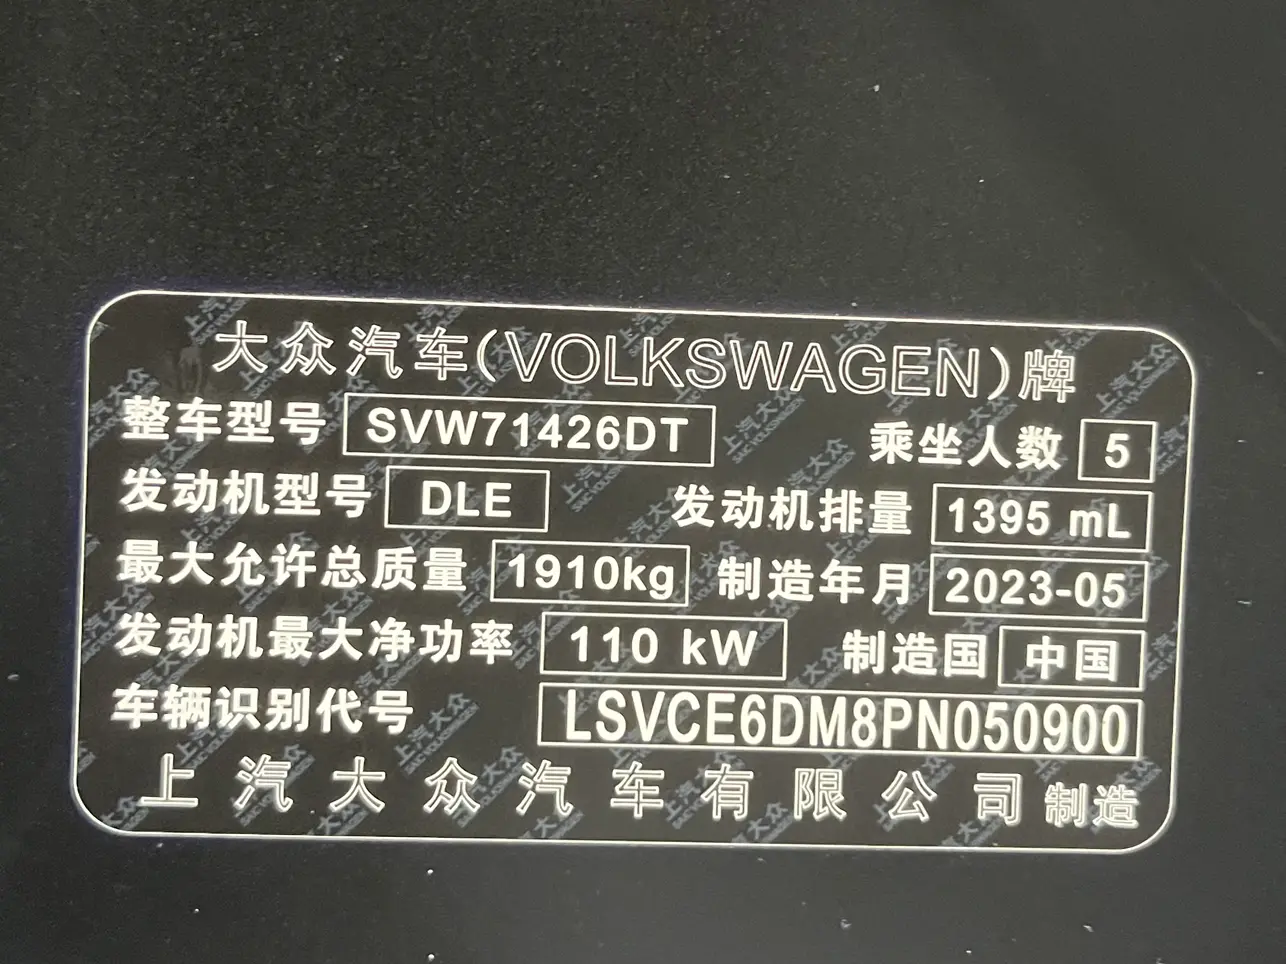 大众汽车(VOLKSWAGEN)牌
整车型号 SVW71426DT 乘坐人数 5
发动机型号 DLE 发动机排量 1395 mL
最大允许总质量 1910kg 制造年月 2023-05
发动机最大净功率 110 kW 制造国 中国
车辆识别代号 LSVCE6DM8PN050900
上汽大众汽车有限公司 制造